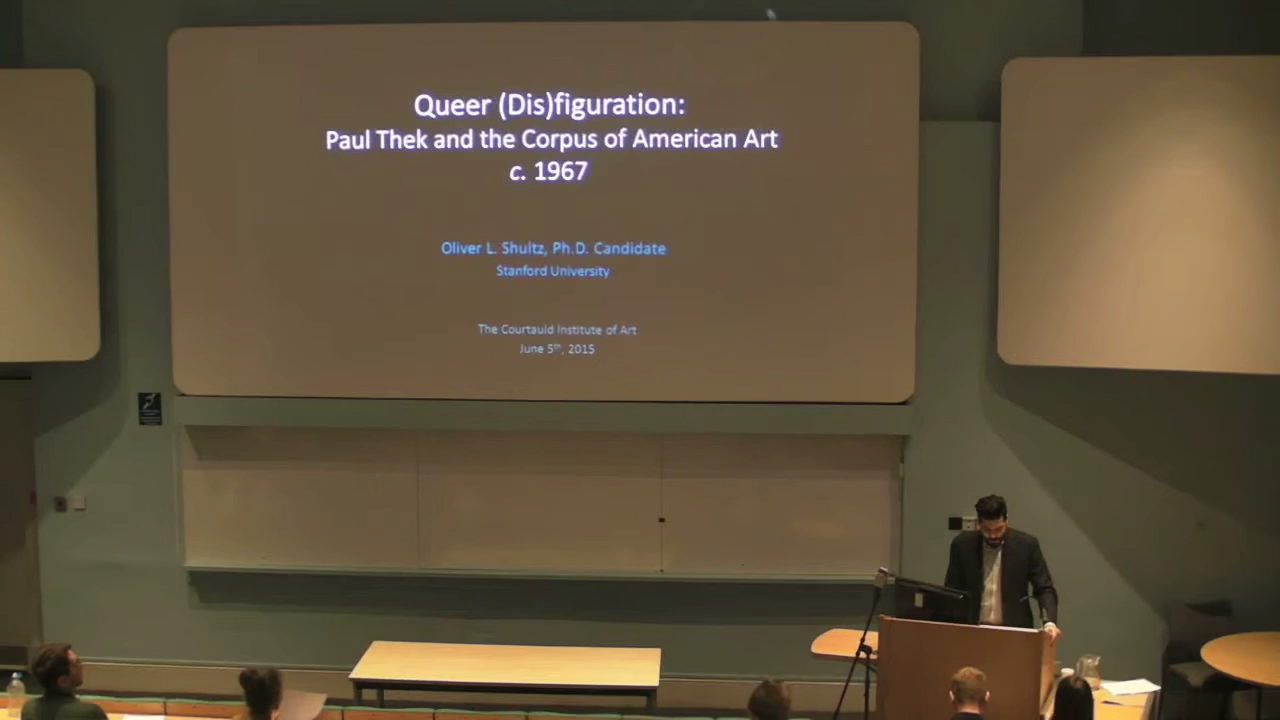 Queer (Dis)figuration:
Paul Thek and the Corpus of American Art
c. 1967
Oliver L. Shultz, Ph.D. Candidate
Stanford University
The Courtauld Institute of Art
June 5th, 2015